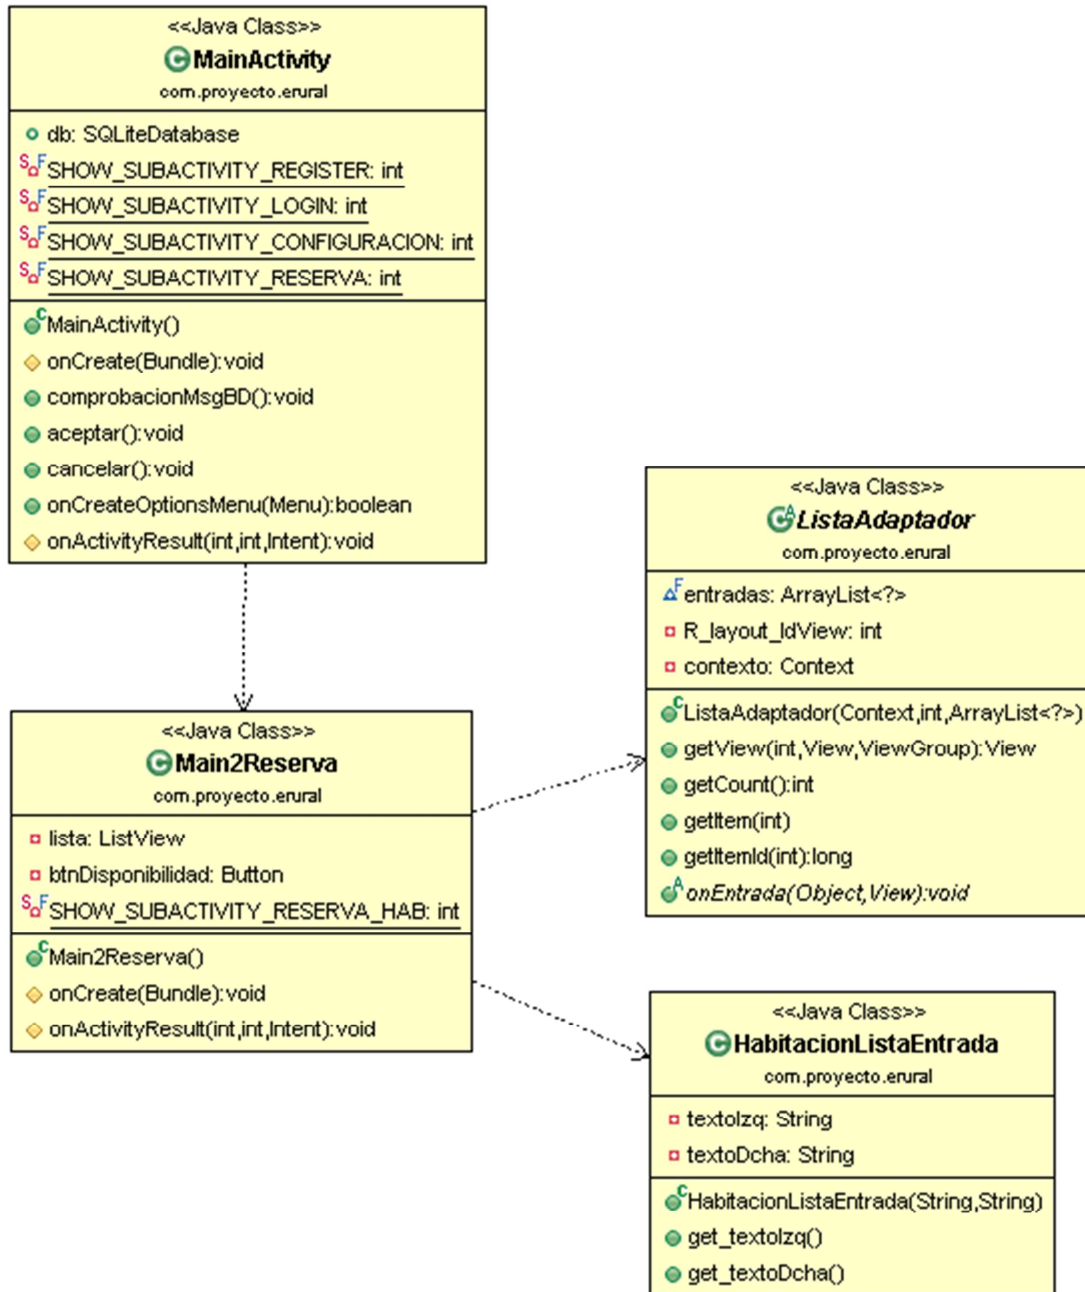 <<Java Class>>
MainActivity
com.proyecto.erural
db: SQLiteDatabase
SHOW_SUBACTIVITY_REGISTER: int
SHOW_SUBACTIVITY_LOGIN: int
SHOW_SUBACTIVITY_CONFIGURACION: int
SHOW_SUBACTIVITY_RESERVA: int
MainActivity()
onCreate(Bundle):void
comprobacionMsgBD():void
aceptar():void
cancelar():void
onCreateOptionsMenu(Menu):boolean
onActivityResult(int,int,Intent):void
<<Java Class>>
Main2Reserva
com.proyecto.erural
lista: ListView
btnDisponibilidad: Button
SHOW_SUBACTIVITY_RESERVA_HAB: int
Main2Reserva()
onCreate(Bundle):void
onActivityResult(int,int,Intent):void
<<Java Class>>
ListaAdaptador
com.proyecto.erural
entradas: ArrayList<?>
R_layout_IdView: int
contexto: Context
ListaAdaptador(Context,int,ArrayList<?>)
getView(int,View,ViewGroup):View
getCount():int
getItem(int)
getItemId(int):long
onEntrada(Object,View):void
<<Java Class>>
HabitacionListaEntrada
com.proyecto.erural
textoIzq: String
textoDcha: String
HabitacionListaEntrada(String,String)
get_textoIzq()
get_textoDcha()